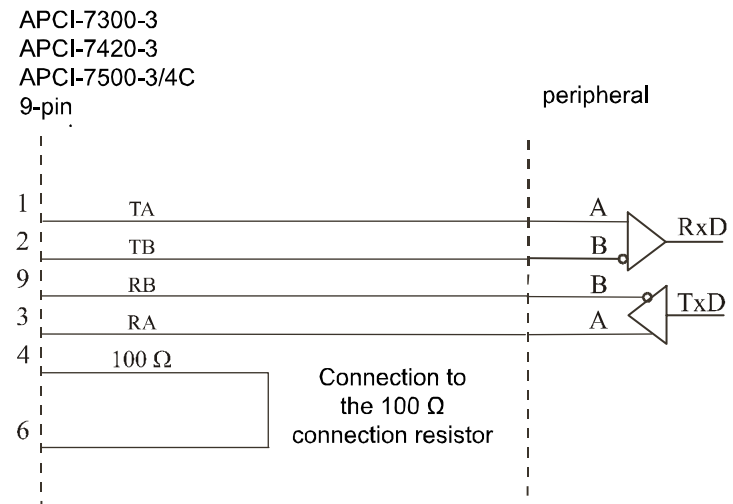 APCI-7300-3
APCI-7420-3
APCI-7500-3/4C
9-pin
peripheral
1 TA A RxD
2 TB B
9 RB B TxD
3 RA A
4 100 Ω
Connection to
the 100 Ω
connection resistor
6